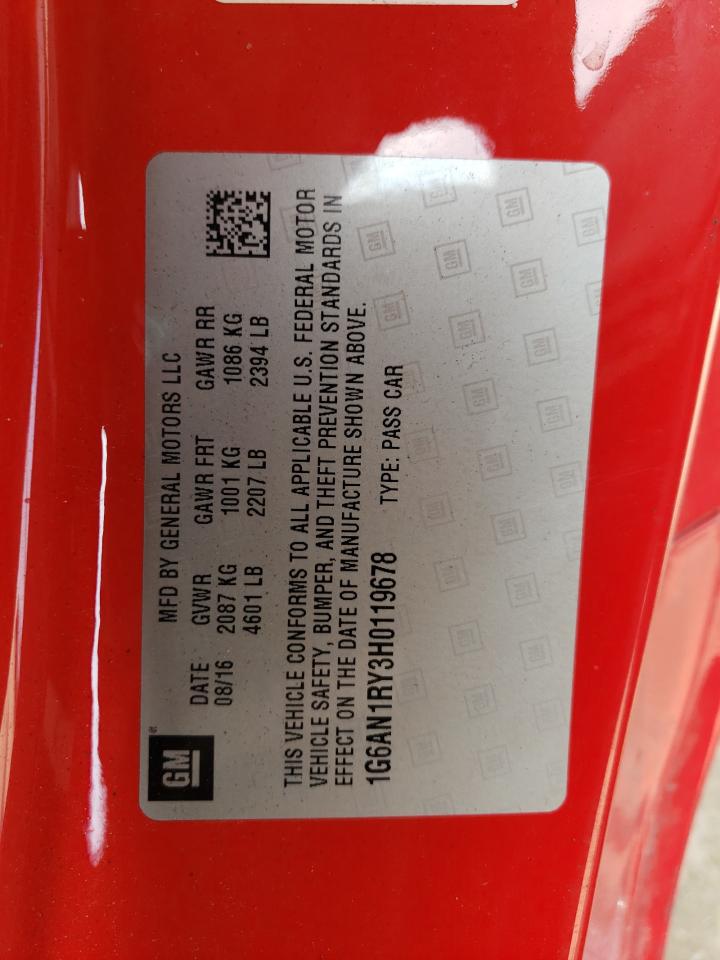 GM
MFD BY GENERAL MOTORS LLC
DATE GVWR GAWR FRT GAWR RR
08/16 2087 KG 1001 KG 1086 KG
4601 LB 2207 LB 2394 LB
THIS VEHICLE CONFORMS TO ALL APPLICABLE U.S. FEDERAL MOTOR
VEHICLE SAFETY, BUMPER, AND THEFT PREVENTION STANDARDS IN
EFFECT ON THE DATE OF MANUFACTURE SHOWN ABOVE.
1G6AN1RY3H0119678 TYPE: PASS CAR